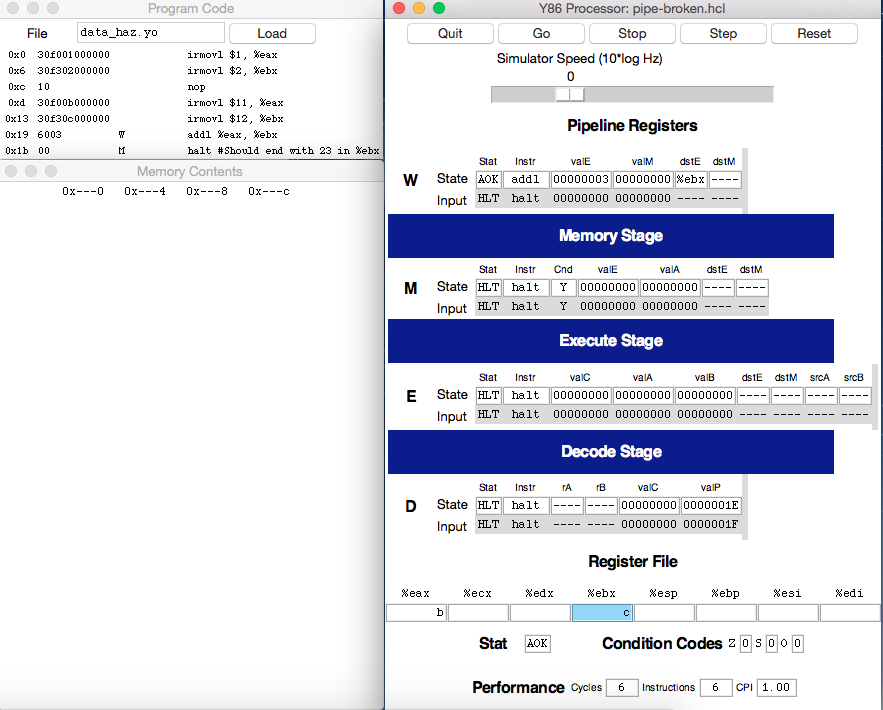 Program Code
File data_haz.yo Load
0x0 30f001000000 irmovl $1, %eax
0x6 30f302000000 irmovl $2, %ebx
0xc 10 nop
0xd 30f00b000000 irmovl $11, %eax
0x13 30f30c000000 irmovl $12, %ebx
0x19 6003 W addl %eax, %ebx
0x1b 00 M halt #Should end with 23 in %ebx
Memory Contents
0x---0 0x---4 0x---8 0x---c
Y86 Processor: pipe-broken.hcl
Quit Go Stop Step Reset
Simulator Speed (10*log Hz)
0
Pipeline Registers
Stat Instr valE valM dstE dstM
W State AOK addl 00000003 00000000 %ebx ----
Input HLT halt 00000000 00000000 ---- ----
Memory Stage
Stat Instr Cnd valE valA dstE dstM
M State HLT halt Y 00000000 00000000 ---- ----
Input HLT halt Y 00000000 00000000 ---- ----
Execute Stage
Stat Instr valC valA valB dstE dstM srcA srcB
E State HLT halt 00000000 00000000 00000000 ---- ---- ---- ----
Input HLT halt 00000000 00000000 00000000 ---- ---- ---- ----
Decode Stage
Stat Instr rA rB valC valP
D State HLT halt ---- ---- 00000000 0000001E
Input HLT halt ---- ---- 00000000 0000001F
Register File
%eax %ecx %edx %ebx %esp %ebp %esi %edi
b c
Stat AOK Condition Codes Z 0 S 0 O 0
Performance Cycles 6 Instructions 6 CPI 1.00